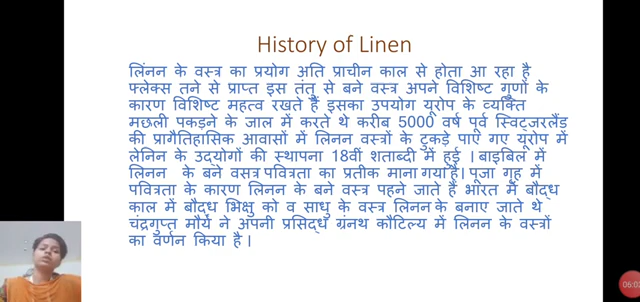 History of Linen
लिंनन के वस्त्र का प्रयोग अति प्राचीन काल से होता आ रहा है
फ्लेक्स तने से प्राप्त इस तंतु से बने वस्त्र अपने विशिष्ट गुणों के
कारण विशिष्ट महत्व रखते हैं इसका उपयोग यूरोप के व्यक्ति
मछली पकड़ने के जाल में करते थे करीब 5000 वर्ष पूर्व स्विट्जरलैंड
की प्रागैतिहासिक आवासों में लिनन वस्त्रों के टुकड़े पाए गए यूरोप में
लेनिन के उद्योगों की स्थापना 18वीं शताब्दी में हुई । बाइबिल में
लिनन के बने वसत्र पवित्रता का प्रतीक माना गया है। पूजा गृह में
पवित्रता के कारण लिनन के बने वस्त्र पहने जाते हैं भारत में बौद्ध
काल में बौद्ध भिक्षु को व साधु के वस्त्र लिनन के बनाए जाते थे
चंद्रगुप्त मौर्य ने अपनी प्रसिद्ध ग्रंनथ कौटिल्य में लिनन के वस्त्रों
का वर्णन किया है ।